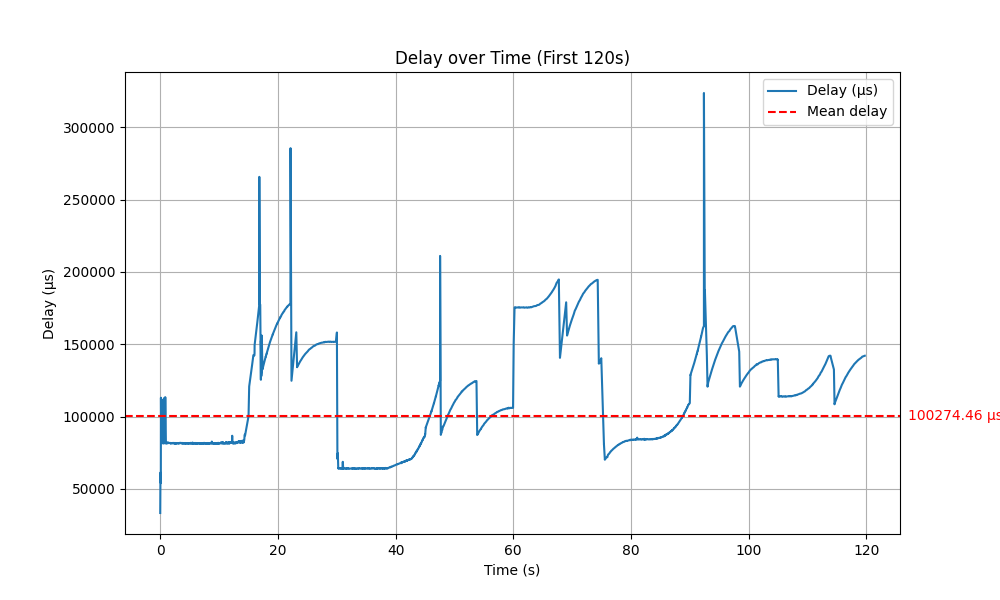 Delay over Time (First 120s)
Delay (µs)
Mean delay
300000
250000
200000
150000
100000
50000
Delay (µs)
100274.46 µs
0 20 40 60 80 100 120
Time (s)